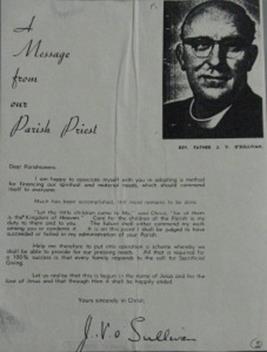 A
Message
from
our
Parish Priest
REV. FATHER J. V. O'SULLIVAN.
Dear Parishioners,
I am happy to associate myself with you in adopting a method
for financing our spiritual and material needs, which should commend
itself to everyone.
Much has been accomplished, but more remains to be done.
"Let the little children come to Me," said Christ, "for of them
is the Kingdom of Heaven." Care for the children of the Parish is my
duty to them and to you. The future shall either commend my work
among you or condemn it. It is on this point I shall be judged to have
succeeded or failed in my administration of your Parish.
Help me therefore to put into operation a scheme whereby we
shall be able to provide for our pressing needs. All that is required for
a 100% success is that every family responds to the call for Sacrificial
Giving.
Let us realise that this is begun in the name of Jesus and for the
love of Jesus and that through Him it shall be happily ended.
Yours sincerely in Christ,
J. V. O'Sullivan